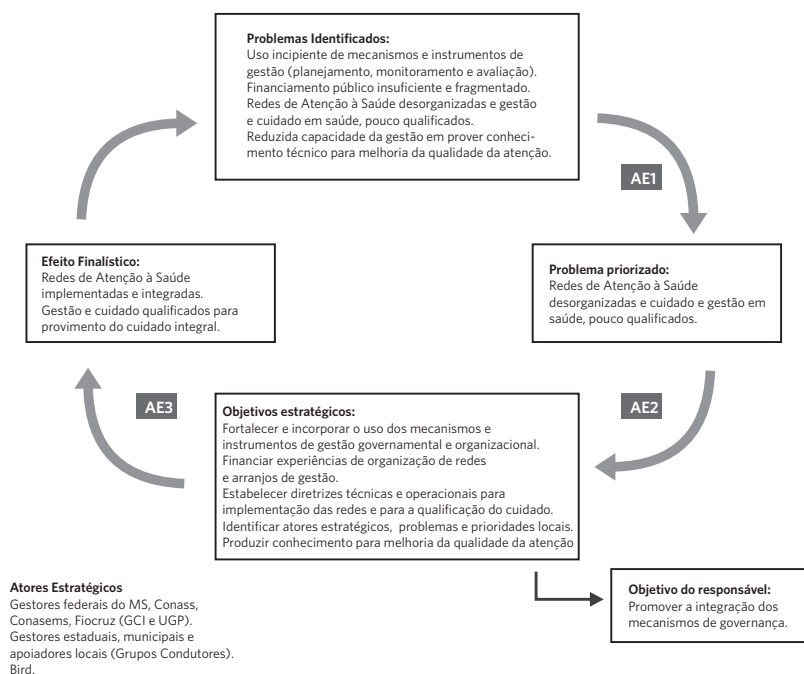 Problemas Identificados:
Uso incipiente de mecanismos e instrumentos de
gestão (planejamento, monitoramento e avaliação).
Financiamento público insuficiente e fragmentado.
Redes de Atenção à Saúde desorganizadas e gestão
e cuidado em saúde, pouco qualificados.
Reduzida capacidade da gestão em prover conheci-
mento técnico para melhoria da qualidade da atenção.
AE1
Problema priorizado:
Redes de Atenção à Saúde
desorganizadas e cuidado e gestão em
saúde, pouco qualificados.
AE2
Objetivos estratégicos:
Fortalecer e incorporar o uso dos mecanismos e
instrumentos de gestão governamental e organizacional.
Financiar experiências de organização de redes
e arranjos de gestão.
Estabelecer diretrizes técnicas e operacionais para
implementação das redes e para a qualificação do cuidado.
Identificar atores estratégicos, problemas e prioridades locais.
Produzir conhecimento para melhoria da qualidade da atenção
AE3
Efeito Finalístico:
Redes de Atenção à Saúde
implementadas e integradas.
Gestão e cuidado qualificados para
provimento do cuidado integral.
Objetivo do responsável:
Promover a integração dos
mecanismos de governança.
Atores Estratégicos
Gestores federais do MS, Conass,
Conasems, Fiocruz (GCI e UGP).
Gestores estaduais, municipais e
apoiadores locais (Grupos Condutores).
Bird.